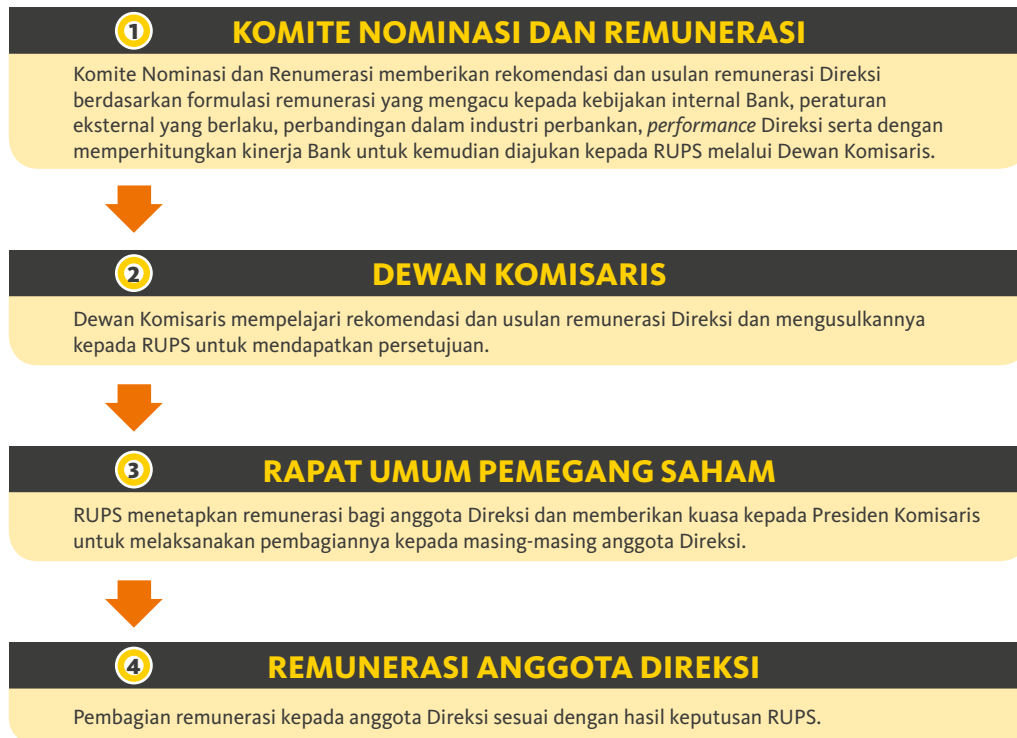 1 KOMITE NOMINASI DAN REMUNERASI
Komite Nominasi dan Renumerasi memberikan rekomendasi dan usulan remunerasi Direksi
berdasarkan formulasi remunerasi yang mengacu kepada kebijakan internal Bank, peraturan
eksternal yang berlaku, perbandingan dalam industri perbankan, performance Direksi serta dengan
memperhitungkan kinerja Bank untuk kemudian diajukan kepada RUPS melalui Dewan Komisaris.
2 DEWAN KOMISARIS
Dewan Komisaris mempelajari rekomendasi dan usulan remunerasi Direksi dan mengusulkannya
kepada RUPS untuk mendapatkan persetujuan.
3 RAPAT UMUM PEMEGANG SAHAM
RUPS menetapkan remunerasi bagi anggota Direksi dan memberikan kuasa kepada Presiden Komisaris
untuk melaksanakan pembagiannya kepada masing-masing anggota Direksi.
4 REMUNERASI ANGGOTA DIREKSI
Pembagian remunerasi kepada anggota Direksi sesuai dengan hasil keputusan RUPS.